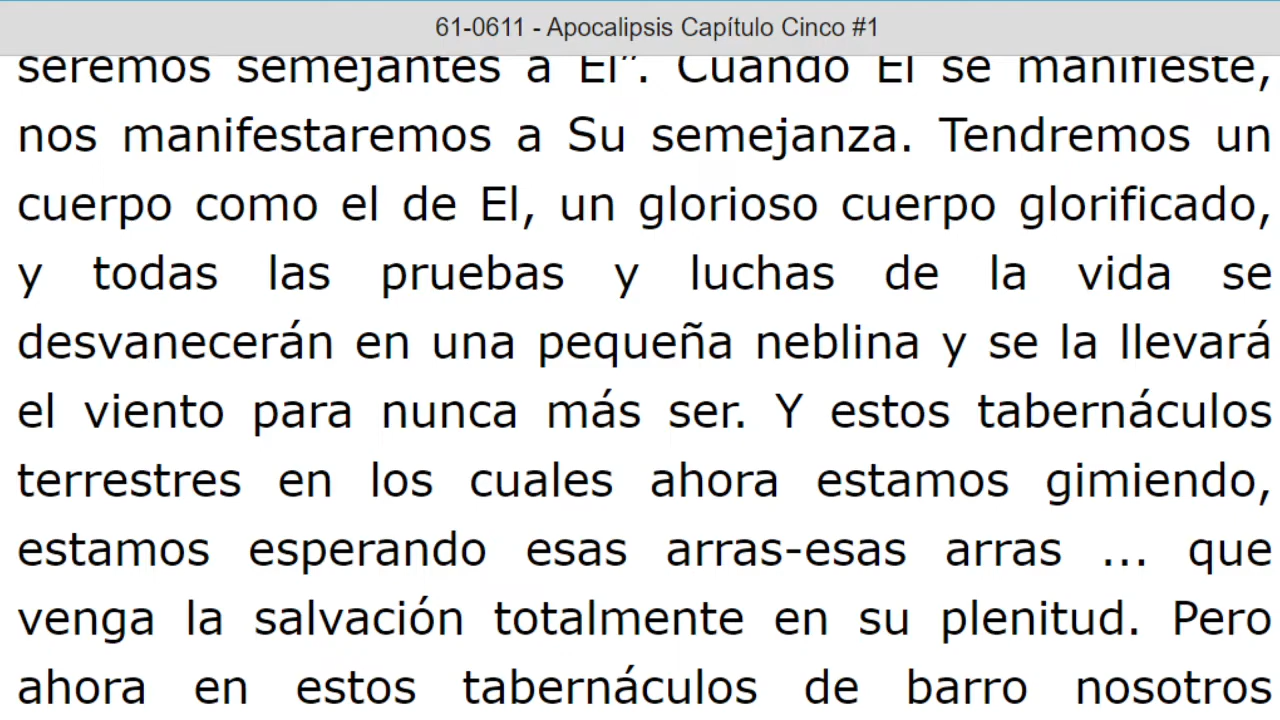 61-0611 - Apocalipsis Capítulo Cinco #1
seremos semejantes a El”. Cuando El se manifieste,
nos manifestaremos a Su semejanza. Tendremos un
cuerpo como el de El, un glorioso cuerpo glorificado,
y todas las pruebas y luchas de la vida se
desvanecerán en una pequeña neblina y se la llevará
el viento para nunca más ser. Y estos tabernáculos
terrestres en los cuales ahora estamos gimiendo,
estamos esperando esas arras-esas arras ... que
venga la salvación totalmente en su plenitud. Pero
ahora en estos tabernáculos de barro nosotros